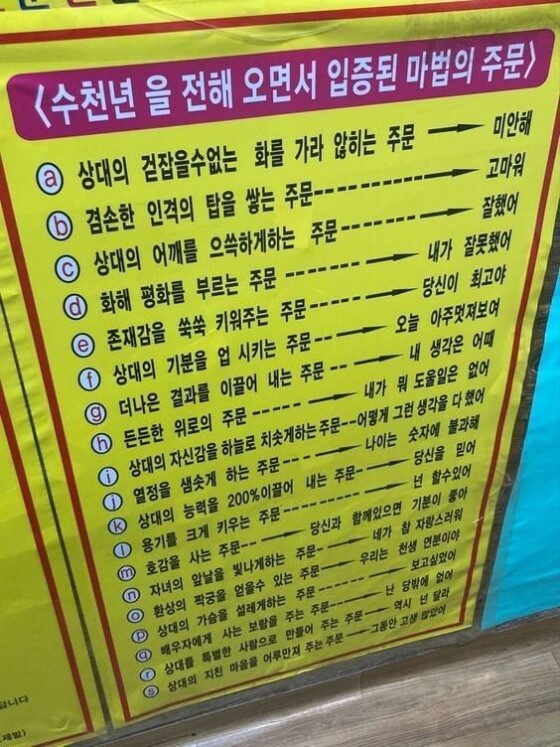 〈수천년 을 전해 오면서 입증된 마법의 주문〉
ⓐ 상대의 걷잡을수없는 화를 가라 않히는 주문 → 미안해
ⓑ 겸손한 인격의 탑을 쌓는 주문 → 고마워
ⓒ 상대의 어깨를 으쓱하게하는 주문 → 잘했어
ⓓ 화해 평화를 부르는 주문 → 내가 잘못했어
ⓔ 존재감을 쑥쑥 키워주는 주문 → 당신이 최고야
ⓕ 상대의 기분을 업 시키는 주문 → 오늘 아주멋져보여
ⓖ 더나은 결과를 이끌어 내는 주문 → 내 생각은 어때
ⓗ 든든한 위로의 주문 → 내가 뭐 도울일은 없어
ⓘ 상대의 자신감을 하늘로 치솟게하는 주문---어떻게 그런 생각을 다 했어
ⓙ 열정을 샘솟게 하는 주문 → 나이는 숫자에 불과해
ⓚ 상대의 능력을 200%이끌어 내는 주문 → 당신을 믿어
ⓛ 용기를 크게 키우는 주문 → 넌 할수있어
ⓜ 호감을 사는 주문 → 당신과 함께있으면 기분이 좋아
ⓝ 자녀의 앞날을 빛나게하는 주문 → 네가 참 자랑스러워
ⓞ 환상의 짝궁을 얻을수 있는 주문 → 우리는 천생 연분이야
ⓟ 상대의 가슴을 설레게하는 주문 → 보고싶었어
ⓠ 배우자에게 사는 보람을 주는 주문 → 난 당밖에 없어
ⓡ 상대를 특별한 사람으로 만들어 주는 주문 → 역시 넌 달라
ⓢ 상대의 지친 마음을 어루만져 주는 주문 → 그동안 고생 많았어